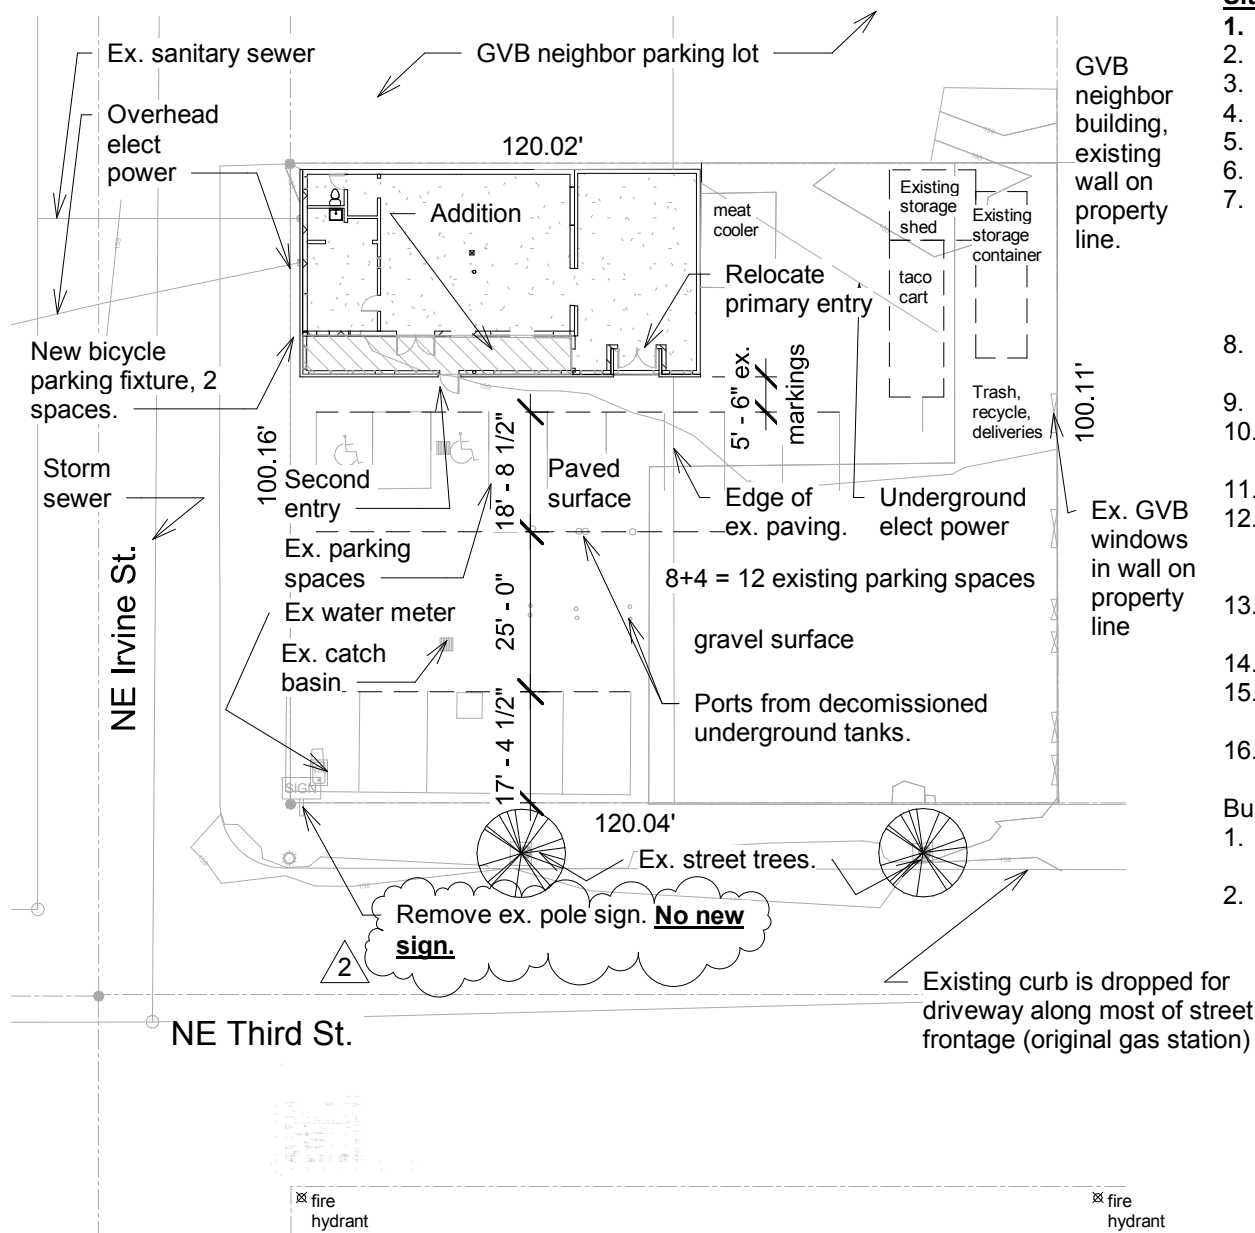 Ex. sanitary sewer
GVB neighbor parking lot
1.
2.
3.
4.
5.
6.
7.
GVB
neighbor
building,
existing
wall on
property
line.
Overhead
elect
power
120.02'
Addition
meat
cooler
Existing
storage
shed
Existing
storage
container
taco
cart
Relocate
primary entry
New bicycle
parking fixture, 2
spaces.
5' - 6" ex.
markings
Trash,
recycle,
deliveries
100.11'
8.
9.
10.
11.
12.
13.
14.
15.
16.
159
159
159
Storm
sewer
100.16'
Second
entry
18' - 8 1/2"
Paved
surface
Edge of
ex. paving.
Underground
elect power
Ex. GVB
windows
in wall on
property
line
Ex. parking
spaces
8+4 = 12 existing parking spaces
NE Irvine St.
Ex water meter
25' - 0"
gravel surface
Ex. catch
basin
Ports from decomissioned
underground tanks.
17' - 4 1/2"
SIGN
120.04'
Ex. street trees.
158
158
Bu
1.
2.
Remove ex. pole sign. No new
sign.
2
Existing curb is dropped for
driveway along most of street
frontage (original gas station)
NE Third St.
fire
hydrant
fire
hydrant